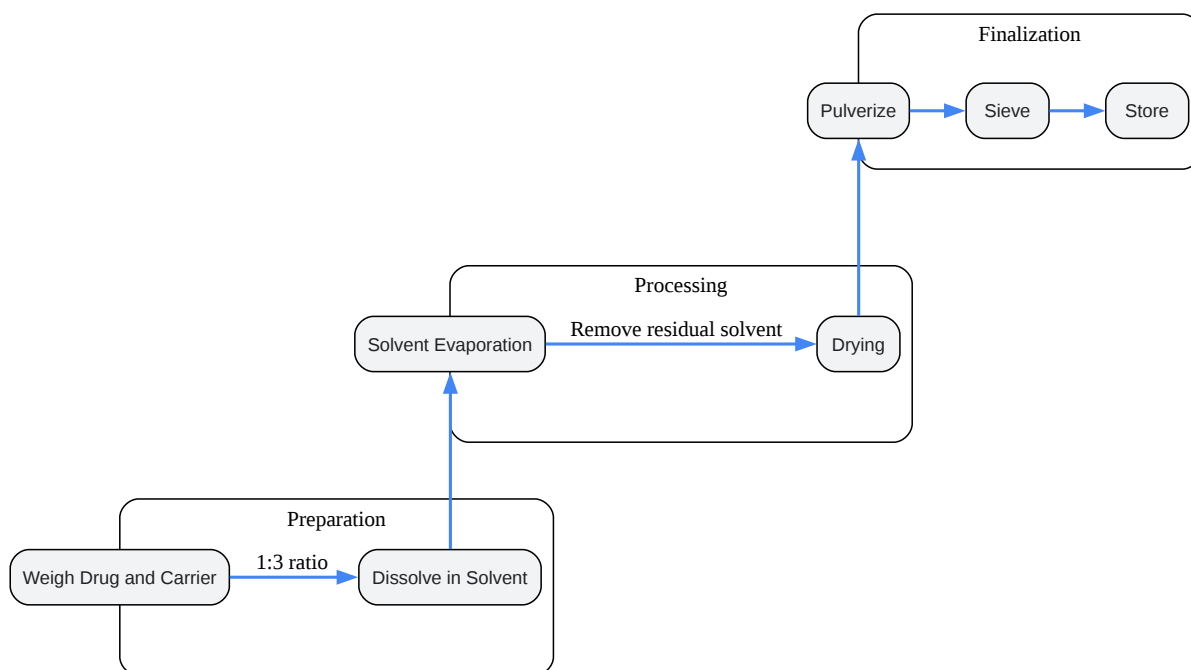 Finalization
Pulverize
Sieve
Store
Processing
Remove residual solvent
Solvent Evaporation
Drying
Preparation
1:3 ratio
Weigh Drug and Carrier
Dissolve in Solvent